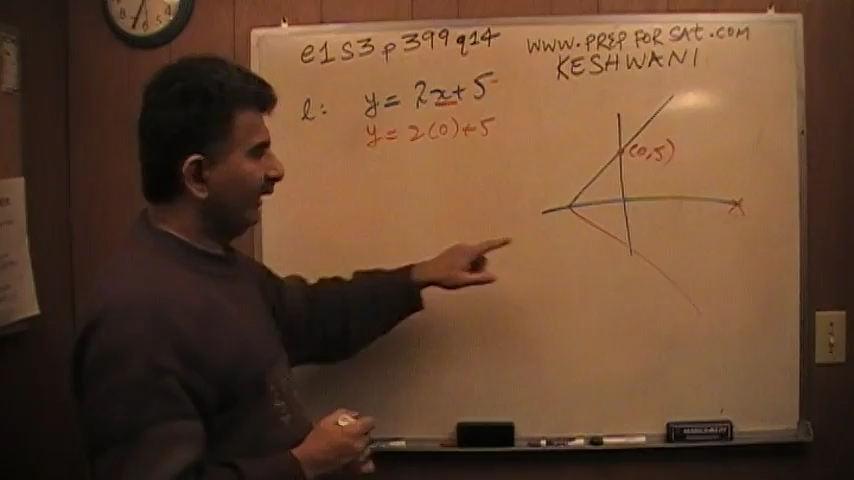 e1s3p399q14
WWW.PREPFORSAT.COM
KESHWANI
l: y = 2x + 5
y = 2(0) + 5
(0,5)
X